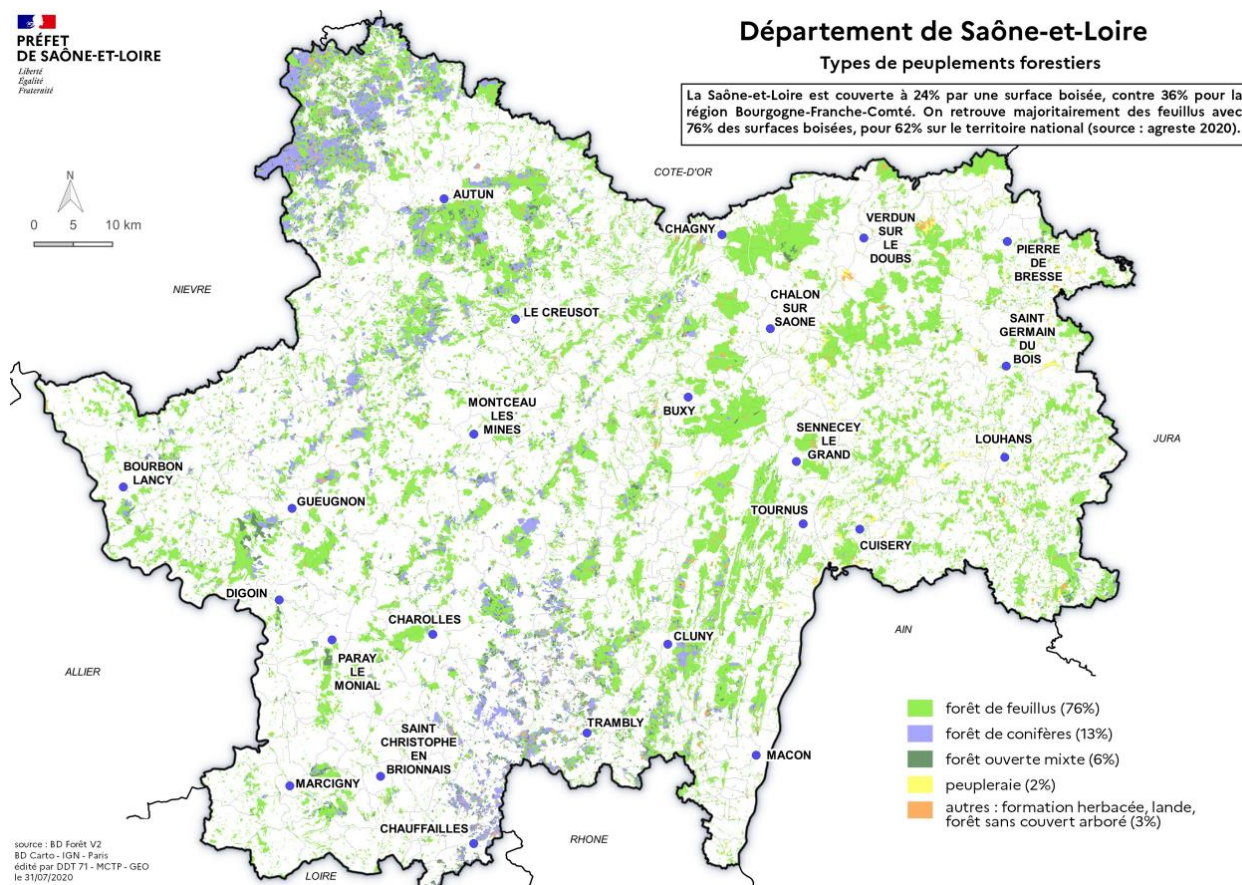 PRÉFET
DE SAÔNE-ET-LOIRE
Liberté
Égalité
Fraternité
Département de Saône-et-Loire
Types de peuplements forestiers
La Saône-et-Loire est couverte à 24% par une surface boisée, contre 36% pour la
région Bourgogne-Franche-Comté. On retrouve majoritairement des feuillus avec
76% des surfaces boisées, pour 62% sur le territoire national (source : agreste 2020).
N
0 5 10 km
COTE-D'OR
AUTUN
CHAGNY
VERDUN
SUR
LE
DOUBS
PIERRE
DE
BRESSE
NIEVRE
LE CREUSOT
CHALON
SUR
SAONE
SAINT
GERMAIN
DU
BOIS
BUXY
MONTCEAU
LES
MINES
SENNECEY
LE
GRAND
LOUHANS
JURA
BOURBON
LANCY
GUEUGNON
TOURNUS
CUISERY
DIGOIN
CHAROLLES
CLUNY
AIN
ALLIER
PARAY
LE
MONIAL
SAINT
CHRISTOPHE
EN
BRIONNAIS
TRAMBLY
MACON
MARCIGNY
CHAUFFAILLES
RHONE
LOIRE
forêt de feuillus (76%)
forêt de conifères (13%)
forêt ouverte mixte (6%)
peupleraie (2%)
autres : formation herbacée, lande,
forêt sans couvert arboré (3%)
source : BD Forêt V2
BD Carto - IGN - Paris
édité par DDT 71 - MCTP - GEO
le 31/07/2020